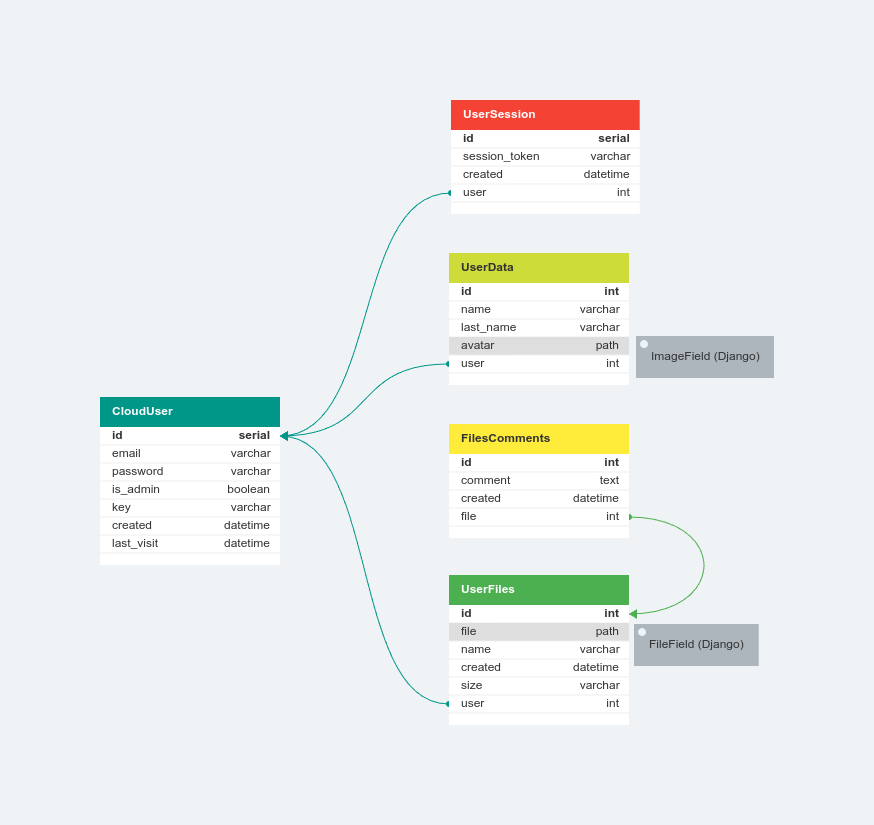 UserSession
id serial
session_token varchar
created datetime
user int
UserData
id int
name varchar
last_name varchar
avatar path
user int
ImageField (Django)
CloudUser
id serial
email varchar
password varchar
is_admin boolean
key varchar
created datetime
last_visit datetime
FilesComments
id int
comment text
created datetime
file int
UserFiles
id int
file path
name varchar
created datetime
size varchar
user int
FileField (Django)